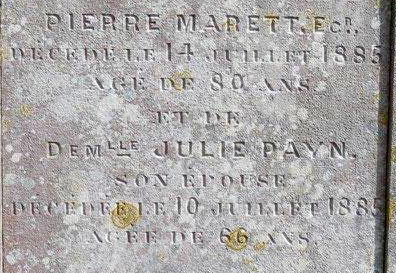 PIERRE MARETT. Ecr.
DÉCÉDÉ LE 14 JUILLET 1885
AGÉ DE 80 ANS
ET DE
DEMLLE JULIE PAYN.
SON ÉPOUSE
DÉCÉDÉE LE 10 JUILLET 1885
AGÉE DE 66 ANS.